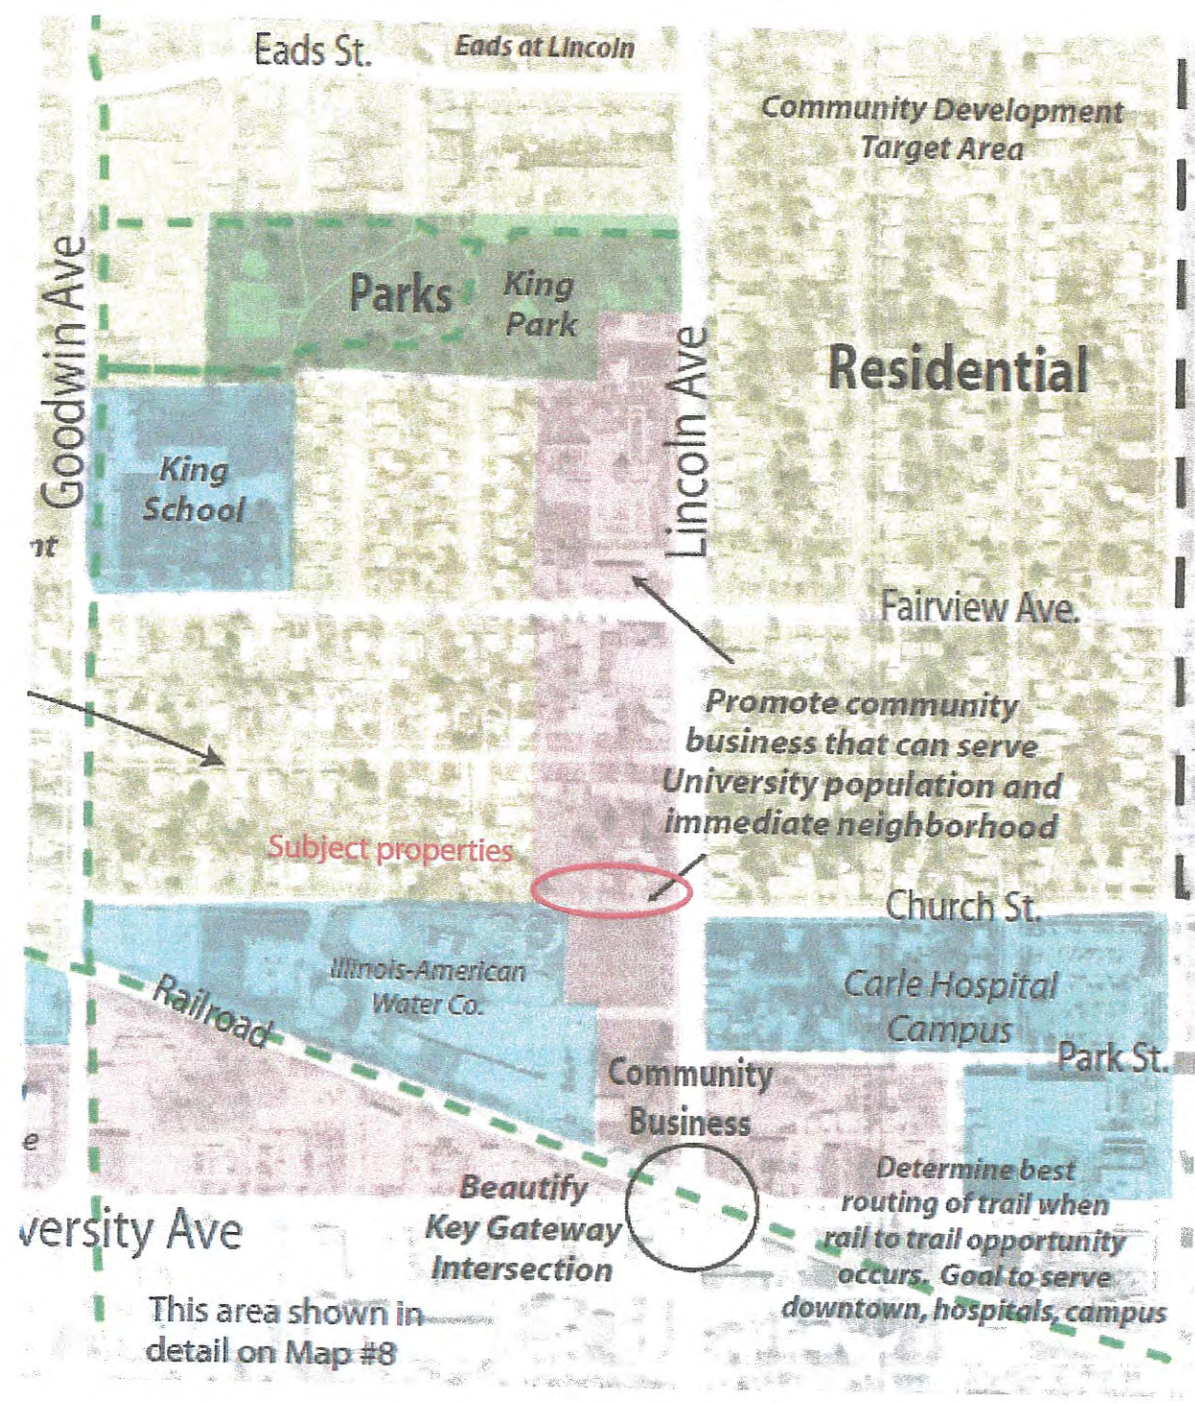 Eads St.
Eads at Lincoln
Community Development
Target Area
Goodwin Ave
Parks
King
Park
Lincoln Ave
Residential
King
School
nt
Fairview Ave.
Promote community
business that can serve
University population and
immediate neighborhood
Subject properties
Church St.
Illinois-American
Water Co.
Carle Hospital
Campus
Railroad
Park St.
Community
Business
e
Beautify
Key Gateway
Intersection
Determine best
routing of trail when
rail to trail opportunity
occurs. Goal to serve
downtown, hospitals, campus
versity Ave
This area shown in
detail on Map #8